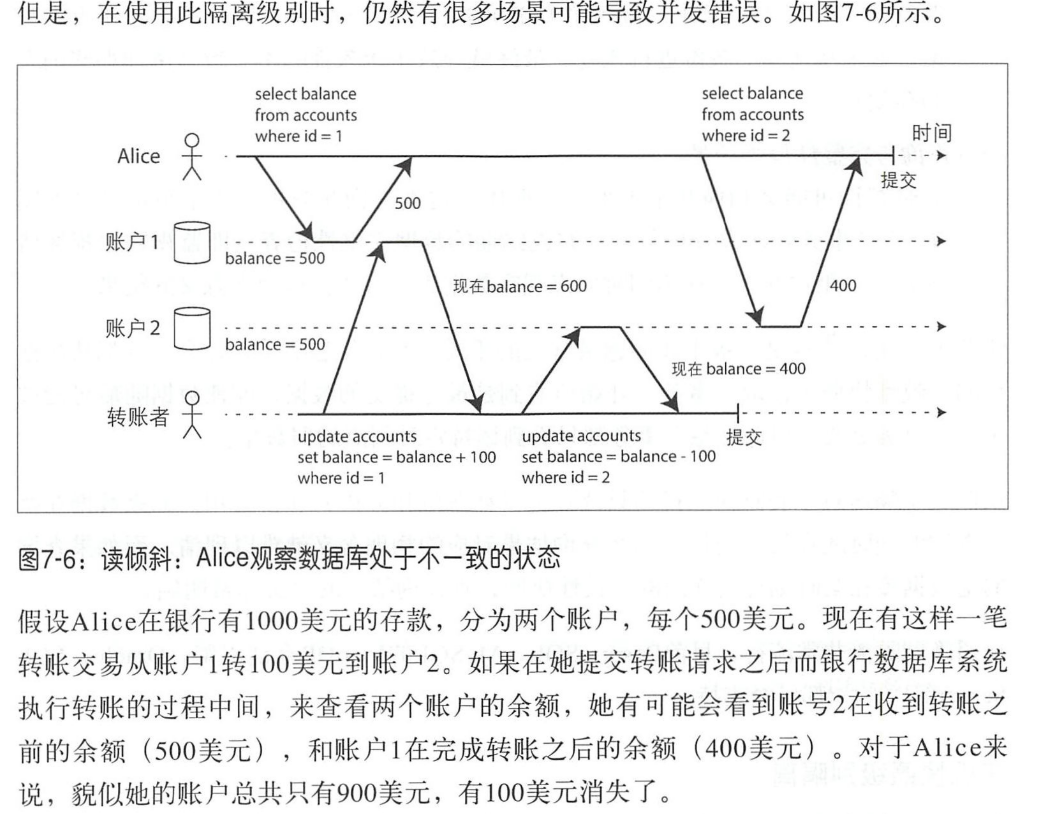 但是，在使用此隔离级别时，仍然有很多场景可能导致并发错误。如图7-6所示。
select balance
from accounts
where id = 1
select balance
from accounts
where id = 2
时间
Alice
提交
500
账户1
balance = 500
现在balance = 600
400
账户2
balance = 500
现在balance = 400
转账者
提交
update accounts
set balance = balance + 100
where id = 1
update accounts
set balance = balance - 100
where id = 2
图7-6：读倾斜：Alice观察数据库处于不一致的状态
假设Alice在银行有1000美元的存款，分为两个账户，每个500美元。现在有这样一笔
转账交易从账户1转100美元到账户2。如果在她提交转账请求之后而银行数据库系统
执行转账的过程中间，来查看两个账户的余额，她有可能会看到账号2在收到转账之
前的余额（500美元），和账户1在完成转账之后的余额（400美元）。对于Alice来
说，貌似她的账户总共只有900美元，有100美元消失了。